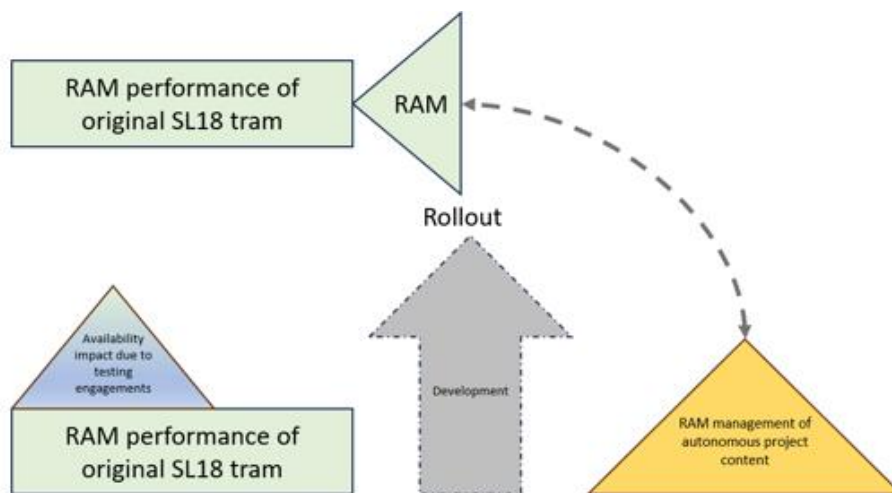 RAM performance of
original SL18 tram
RAM
Rollout
Availability
impact due to
testing
engagements
Development
RAM performance of
original SL18 tram
RAM management of
autonomous project
content